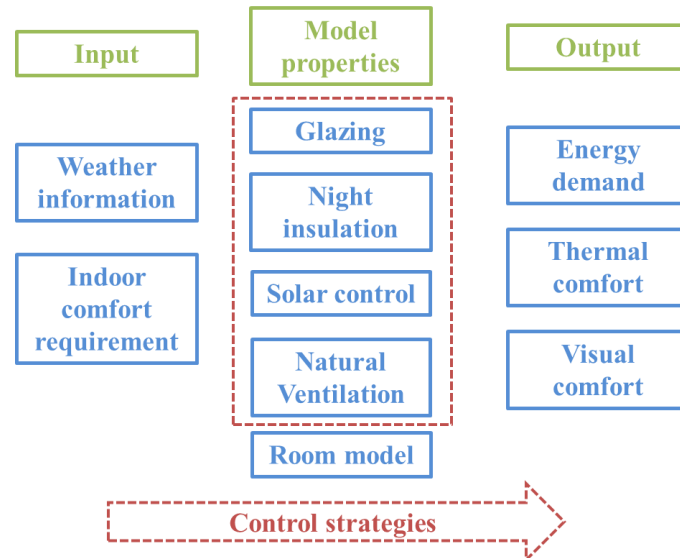 Input
Model
properties
Output
Weather
information
Indoor
comfort
requirement
Glazing
Night
insulation
Solar control
Natural
Ventilation
Room model
Energy
demand
Thermal
comfort
Visual
comfort
Control strategies